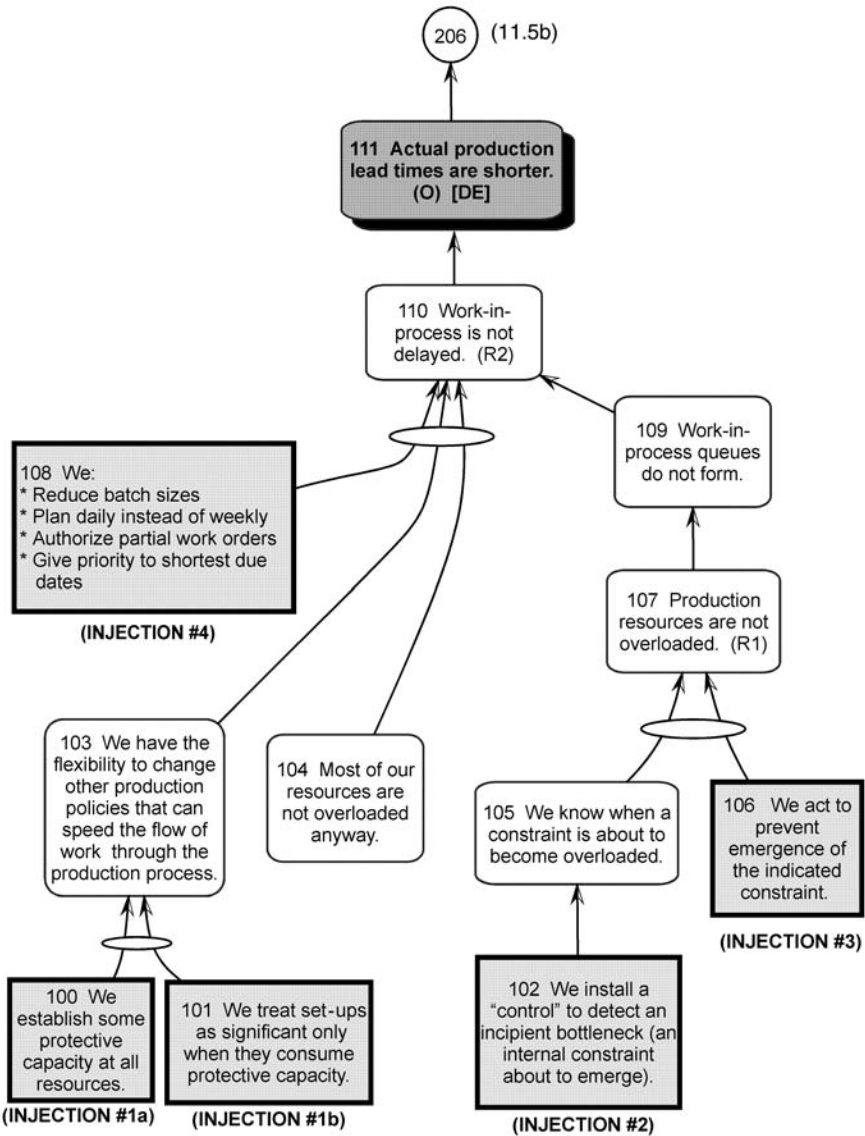 206 (11.5b)
111 Actual production
lead times are shorter.
(O) [DE]
110 Work-in-
process is not
delayed. (R2)
109 Work-in-
process queues
do not form.
108 We:
* Reduce batch sizes
* Plan daily instead of weekly
* Authorize partial work orders
* Give priority to shortest due
dates
(INJECTION #4)
107 Production
resources are not
overloaded. (R1)
103 We have the
flexibility to change
other production
policies that can
speed the flow of
work through the
production process.
104 Most of our
resources are
not overloaded
anyway.
105 We know when a
constraint is about to
become overloaded.
106 We act to
prevent
emergence of
the indicated
constraint.
(INJECTION #3)
100 We
establish some
protective
capacity at all
resources.
(INJECTION #1a)
101 We treat set-ups
as significant only
when they consume
protective capacity.
(INJECTION #1b)
102 We install a
“control” to detect an
incipient bottleneck (an
internal constraint
about to emerge).
(INJECTION #2)